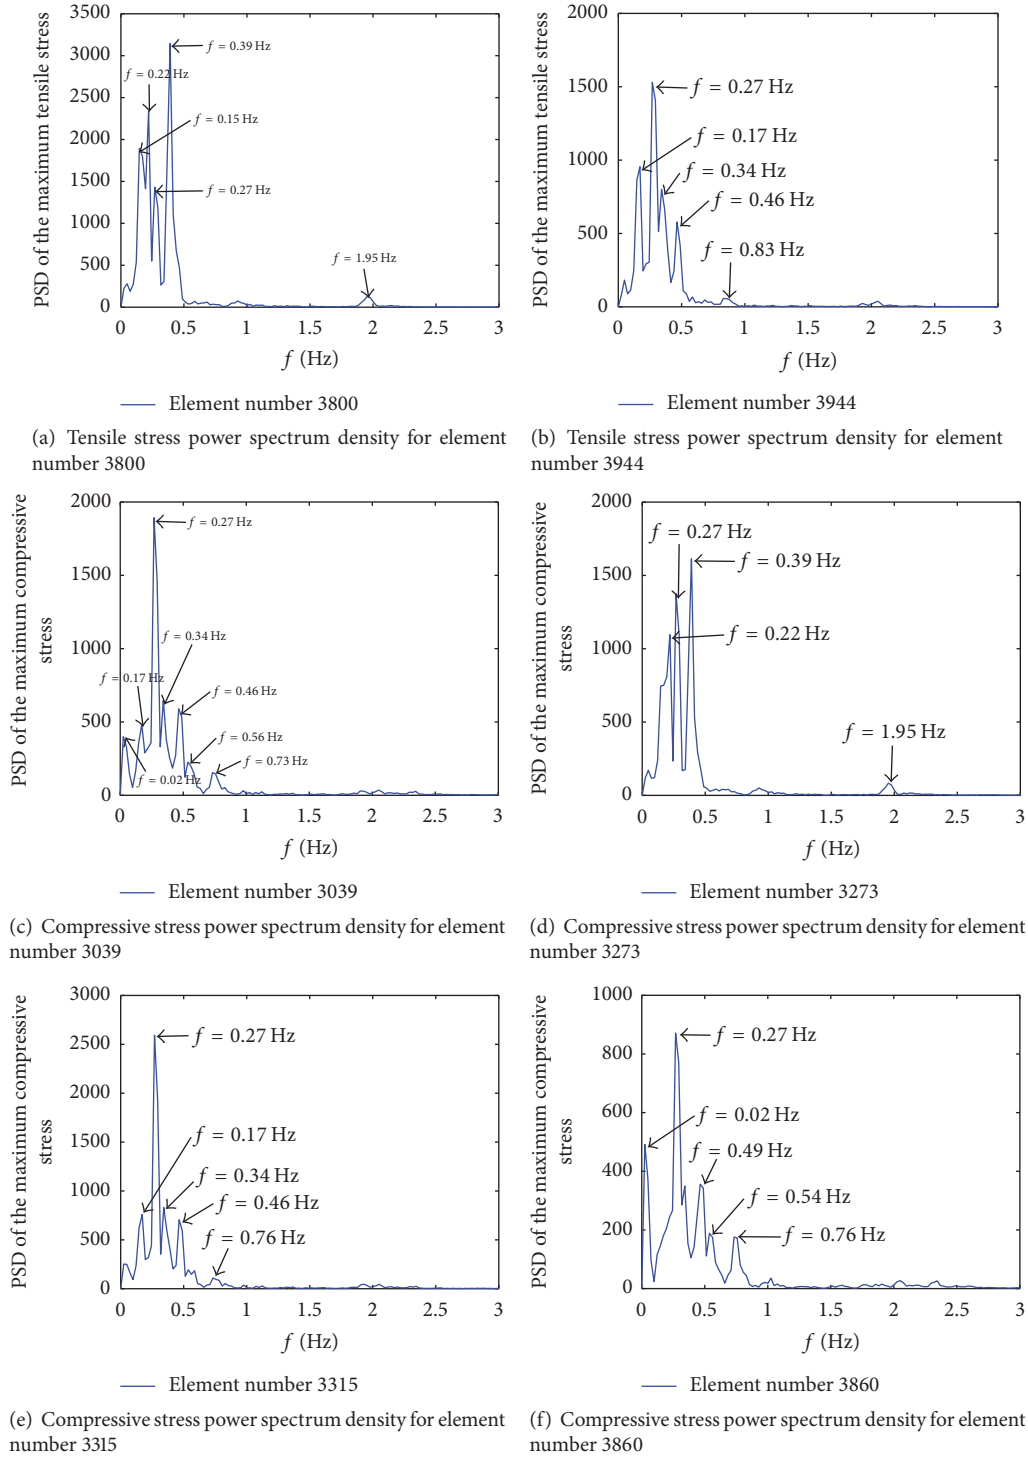 PSD of the maximum tensile stress
3500
3000
2500
2000
1500
1000
500
0
f = 0.39 Hz
f = 0.22 Hz
f = 0.15 Hz
f = 0.27 Hz
f = 1.95 Hz
0 0.5 1 1.5 2 2.5 3
f (Hz)
Element number 3800
(a) Tensile stress power spectrum density for element
number 3800
PSD of the maximum tensile stress
2000
1500
1000
500
0
f = 0.27 Hz
f = 0.17 Hz
f = 0.34 Hz
f = 0.46 Hz
f = 0.83 Hz
0 0.5 1 1.5 2 2.5 3
f (Hz)
Element number 3944
(b) Tensile stress power spectrum density for element
number 3944
PSD of the maximum compressive
stress
2000
1500
1000
500
0
f = 0.27 Hz
f = 0.34 Hz
f = 0.17 Hz
f = 0.46 Hz
f = 0.56 Hz
f = 0.73 Hz
f = 0.02 Hz
0 0.5 1 1.5 2 2.5 3
f (Hz)
Element number 3039
(c) Compressive stress power spectrum density for element
number 3039
PSD of the maximum compressive
stress
2000
1500
1000
500
0
f = 0.27 Hz
f = 0.39 Hz
f = 0.22 Hz
f = 1.95 Hz
0 0.5 1 1.5 2 2.5 3
f (Hz)
Element number 3273
(d) Compressive stress power spectrum density for element
number 3273
PSD of the maximum compressive
stress
3000
2500
2000
1500
1000
500
0
f = 0.27 Hz
f = 0.17 Hz
f = 0.34 Hz
f = 0.46 Hz
f = 0.76 Hz
0 0.5 1 1.5 2 2.5 3
f (Hz)
Element number 3315
(e) Compressive stress power spectrum density for element
number 3315
PSD of the maximum compressive
stress
1000
800
600
400
200
0
f = 0.27 Hz
f = 0.02 Hz
f = 0.49 Hz
f = 0.54 Hz
f = 0.76 Hz
0 0.5 1 1.5 2 2.5 3
f (Hz)
Element number 3860
(f) Compressive stress power spectrum density for element
number 3860